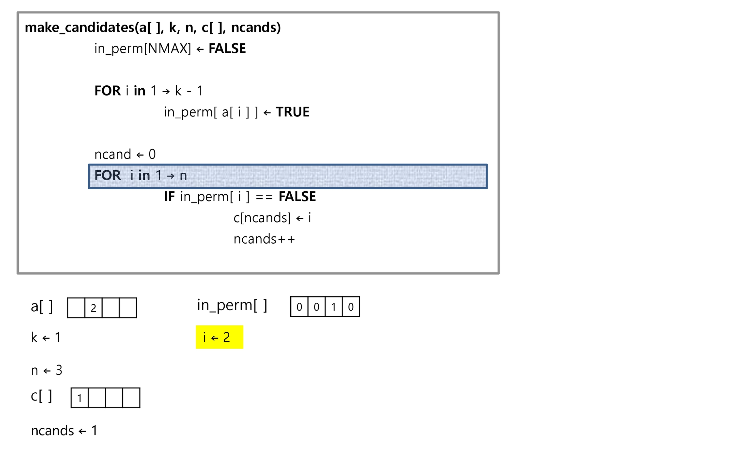 make_candidates(a[ ], k, n, c[ ], ncands)
in_perm[NMAX] ← FALSE
FOR i in 1 → k - 1
in_perm[ a[ i ] ] ← TRUE
ncand ← 0
FOR i in 1 → n
IF in_perm[ i ] == FALSE
c[ncands] ← i
ncands++
a[ ] 2 in_perm[ ] 0 0 1 0
k ← 1 i ← 2
n ← 3
c[ ] 1
ncands ← 1